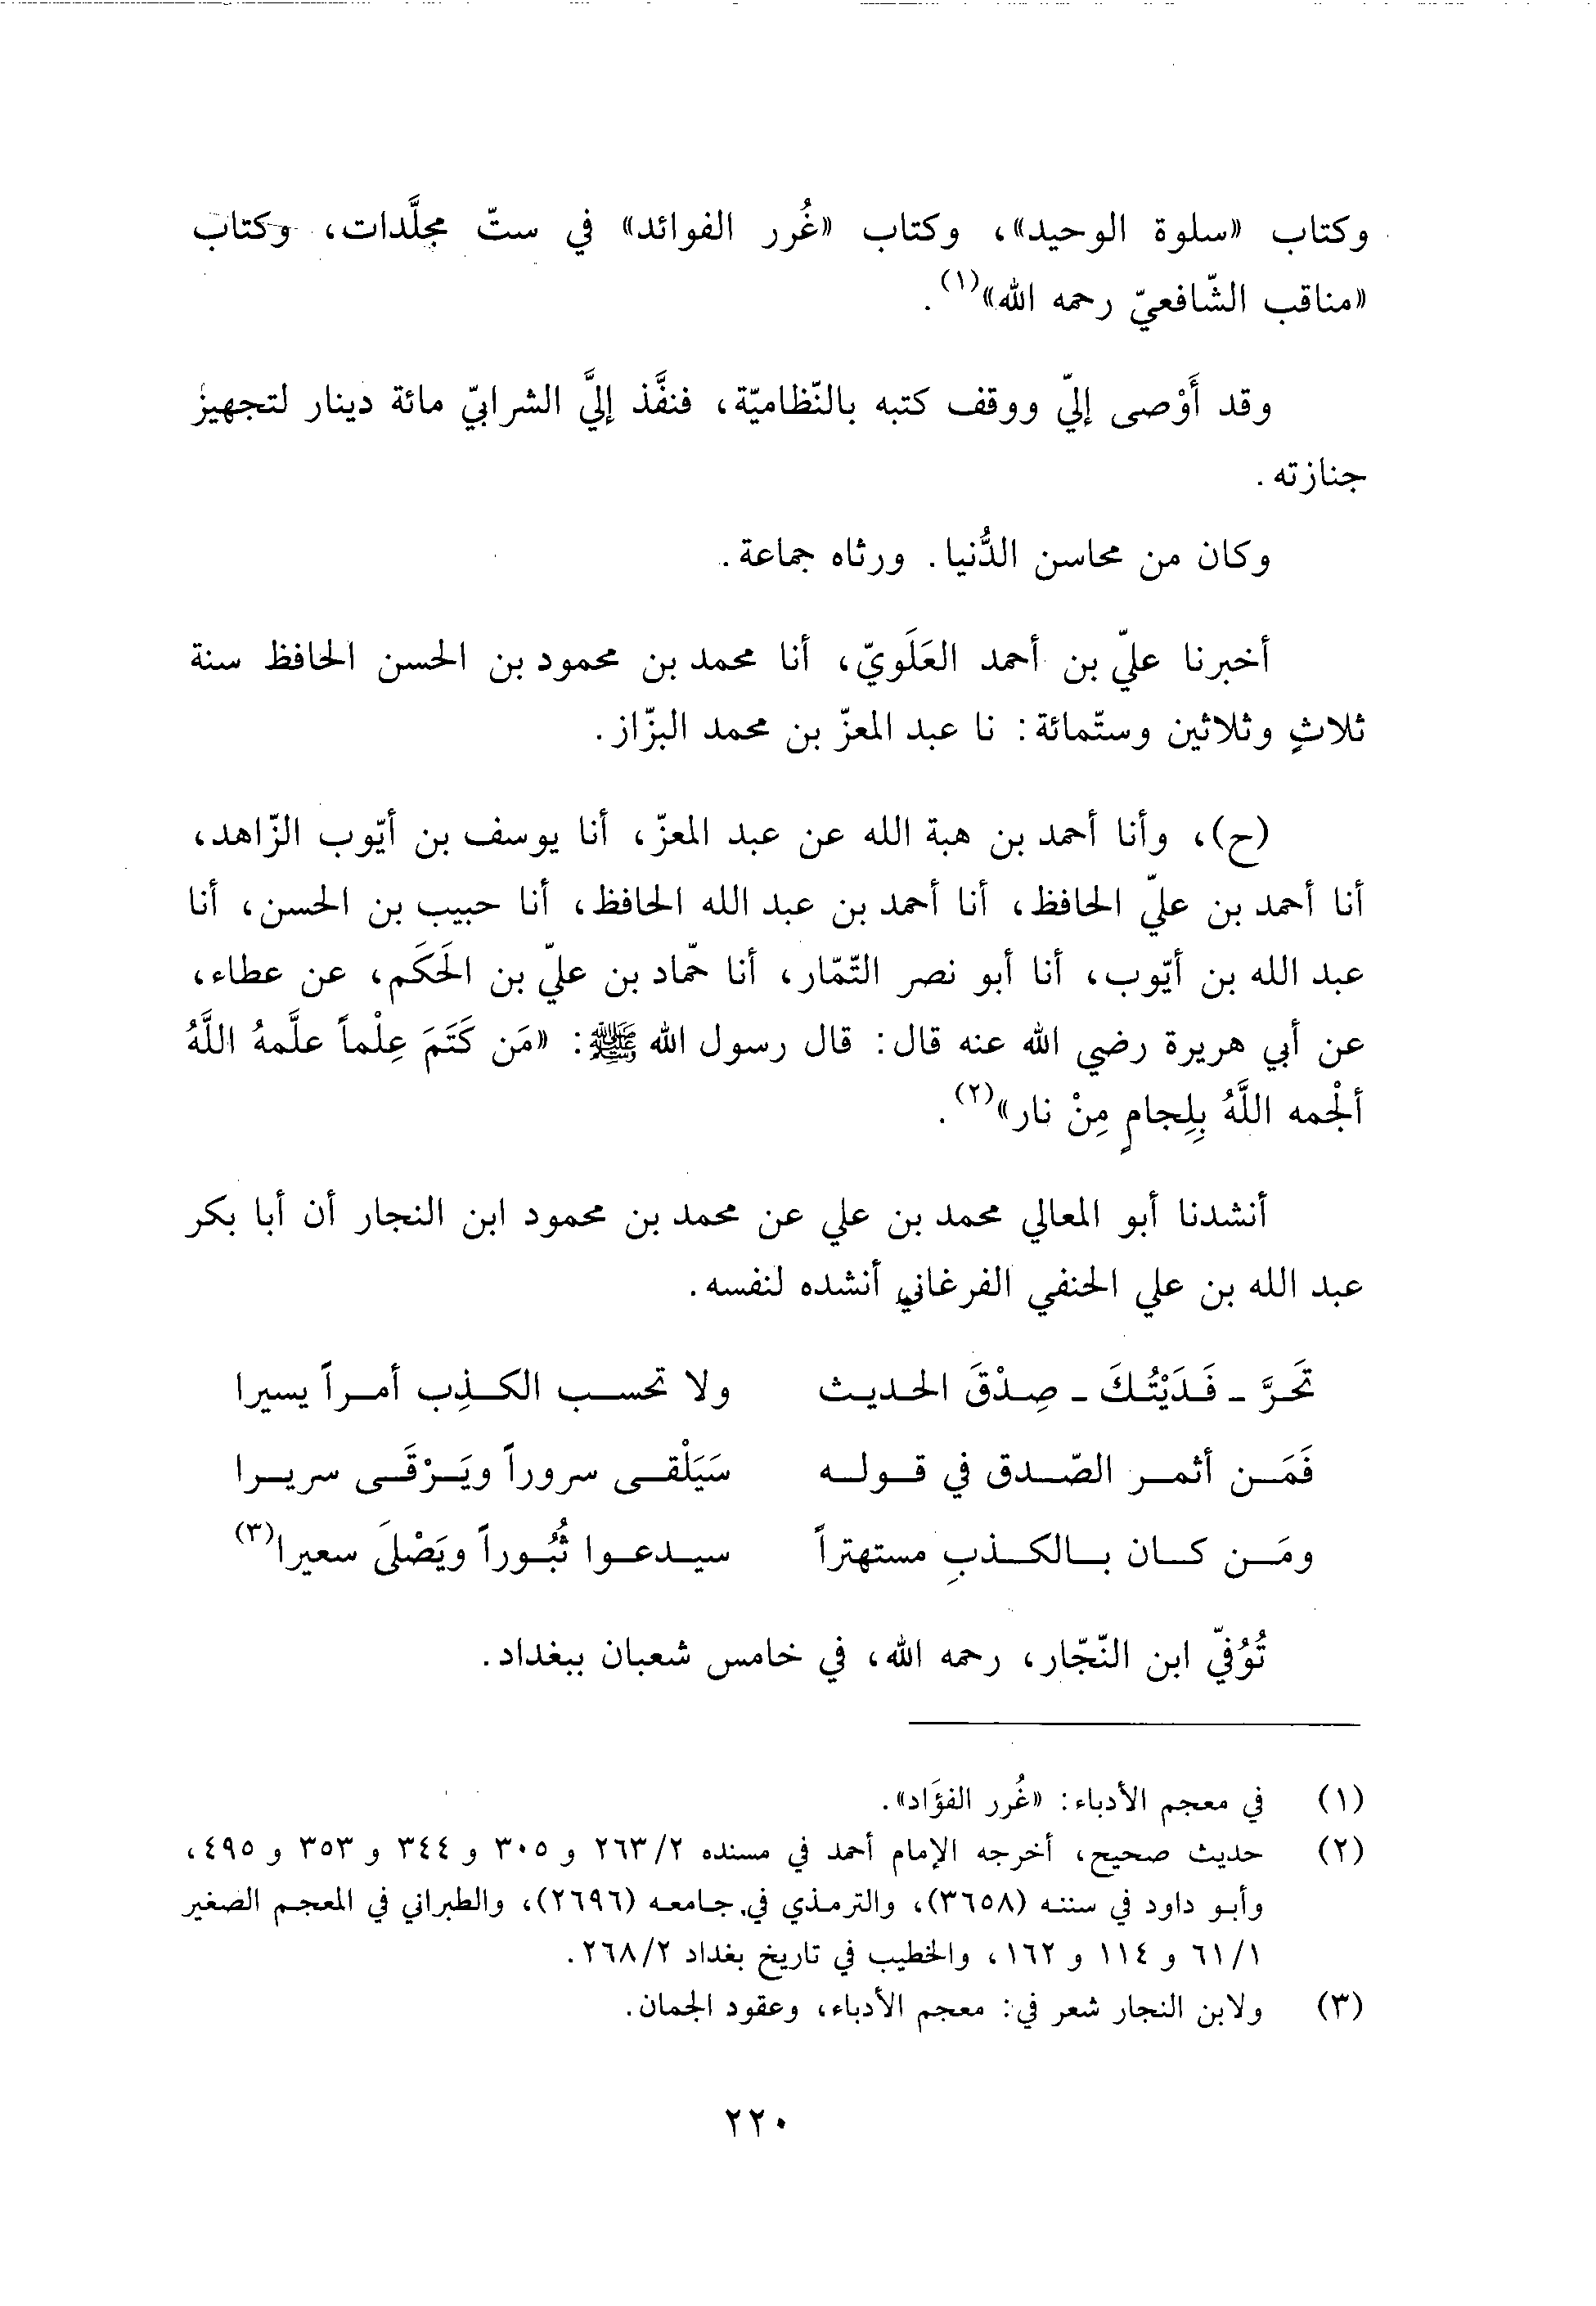 وكتاب «سلوة الوحيد»، وكتاب «غُرر الفوائد» في ستّ مجلَّدات، وكتاب
«مناقب الشّافعيّ رحمه الله»(١).
وقد أَوْصى إليّ ووقف كتبه بالنّظاميّة، فنفَّذ إليَّ الشرابيّ مائة دينار لتجهيز
جنازته.
وكان من محاسن الدُّنيا. ورثاه جماعة.
أخبرنا عليّ بن أحمد العَلَويّ، أنا محمد بن محمود بن الحسن الحافظ سنة
ثلاثٍ وثلاثين وستّمائة: نا عبد المعزّ بن محمد البزّاز.
(ح)، وأنا أحمد بن هبة الله عن عبد المعزّ، أنا يوسف بن أيّوب الزّاهد،
أنا أحمد بن عليّ الحافظ، أنا أحمد بن عبد الله الحافظ، أنا حبيب بن الحسن، أنا
عبد الله بن أيّوب، أنا أبو نصر التّمّار، أنا حمّاد بن عليّ بن الحَكَم، عن عطاء،
عن أبي هريرة رضي الله عنه قال: قال رسول الله ﷺ: «مَن كَتَمَ عِلْماً علَّمهُ اللَّهُ
ألْجمه اللَّهُ بِلِجامٍ مِنْ نار»(٢).
أنشدنا أبو المعالي محمد بن علي عن محمد بن محمود ابن النجار أن أبا بكر
عبد الله بن علي الحنفي الفرغاني أنشده لنفسه.
تَحَرَّ ـ فَدَيْتُكَ ـ صِدْقَ الحديث ولا تحسب الكذِب أمراً يسيرا
فَمَن أثمر الصّدق في قوله سَيَلْقى سروراً ويَرْقَى سريرا
ومَن كان بالكذبِ مستهتراً سيدعوا ثُبُوراً ويَصْلَى سعيرا(٣)
تُوُفيّ ابن النّجّار، رحمه الله، في خامس شعبان ببغداد.
(١) في معجم الأدباء: «غُرر الفؤَاد».
(٢) حديث صحيح، أخرجه الإمام أحمد في مسنده ٢/٢٦٣ و ٣٠٥ و ٣٤٤ و ٣٥٣ و ٤٩٥،
وأبو داود في سننه (٣٦٥٨)، والترمذي في جامعه (٢٦٩٦)، والطبراني في المعجم الصغير
١/٦١ و ١١٤ و ١٦٢، والخطيب في تاريخ بغداد ٢/٢٦٨.
(٣) ولابن النجار شعر في: معجم الأدباء، وعقود الجمان.
٢٢٠